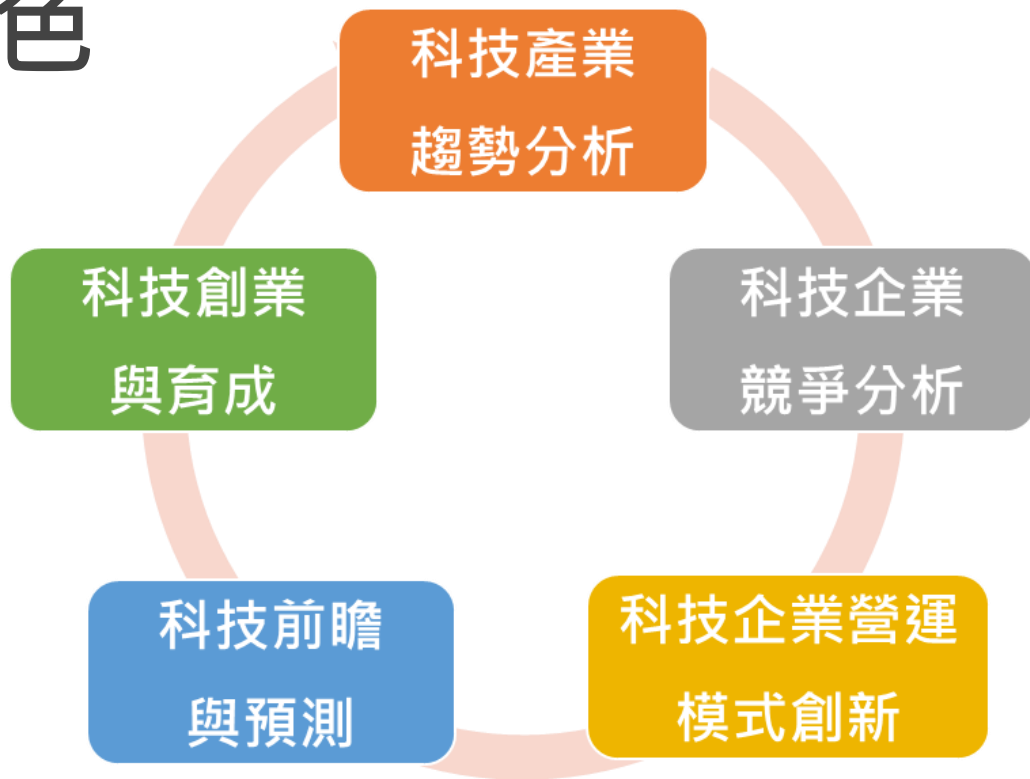 色
科技產業
趨勢分析
科技創業
與育成
科技企業
競爭分析
科技前瞻
與預測
科技企業營運
模式創新